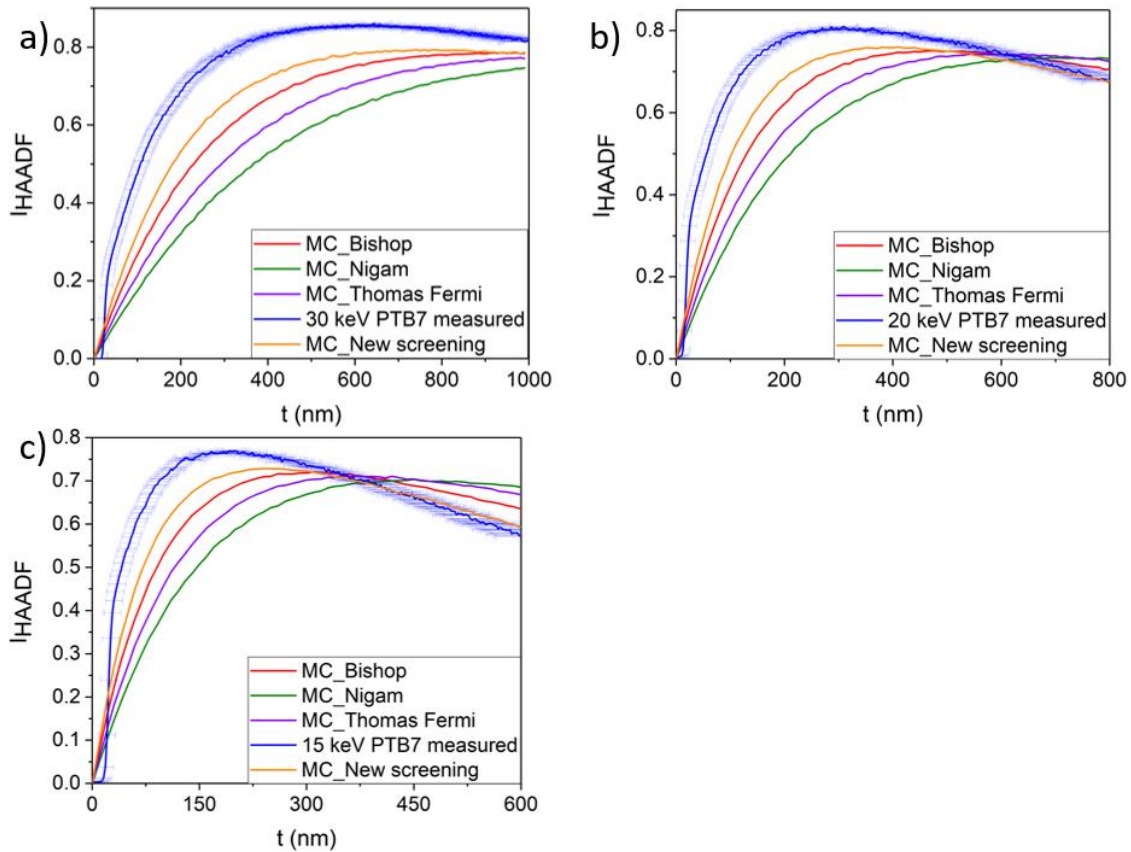 a)
I_HAADF
0.8
0.6
0.4
0.2
0.0
MC_Bishop
MC_Nigam
MC_Thomas Fermi
30 keV PTB7 measured
MC_New screening
0 200 400 600 800 1000
t (nm)
b)
I_HAADF
0.8
0.6
0.4
0.2
0.0
MC_Bishop
MC_Nigam
MC_Thomas Fermi
20 keV PTB7 measured
MC_New screening
0 200 400 600 800
t (nm)
c)
I_HAADF
0.8
0.7
0.6
0.5
0.4
0.3
0.2
0.1
0.0
MC_Bishop
MC_Nigam
MC_Thomas Fermi
15 keV PTB7 measured
MC_New screening
0 150 300 450 600
t (nm)